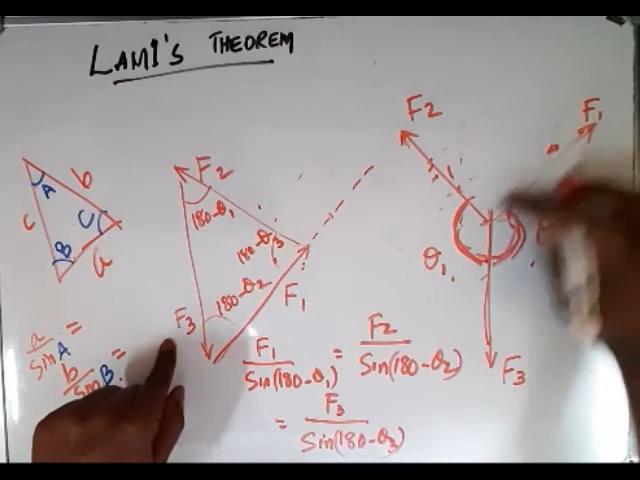 LAMI'S THEOREM
F2
F1
b
A
c
C
B
a
F2
180-θ1
180-θ3
180-θ2
F1
F3
θ1
F3
a/sinA =
b/sinB =
F1/Sin(180-θ1) = F2/Sin(180-θ2)
= F3/Sin(180-θ3)